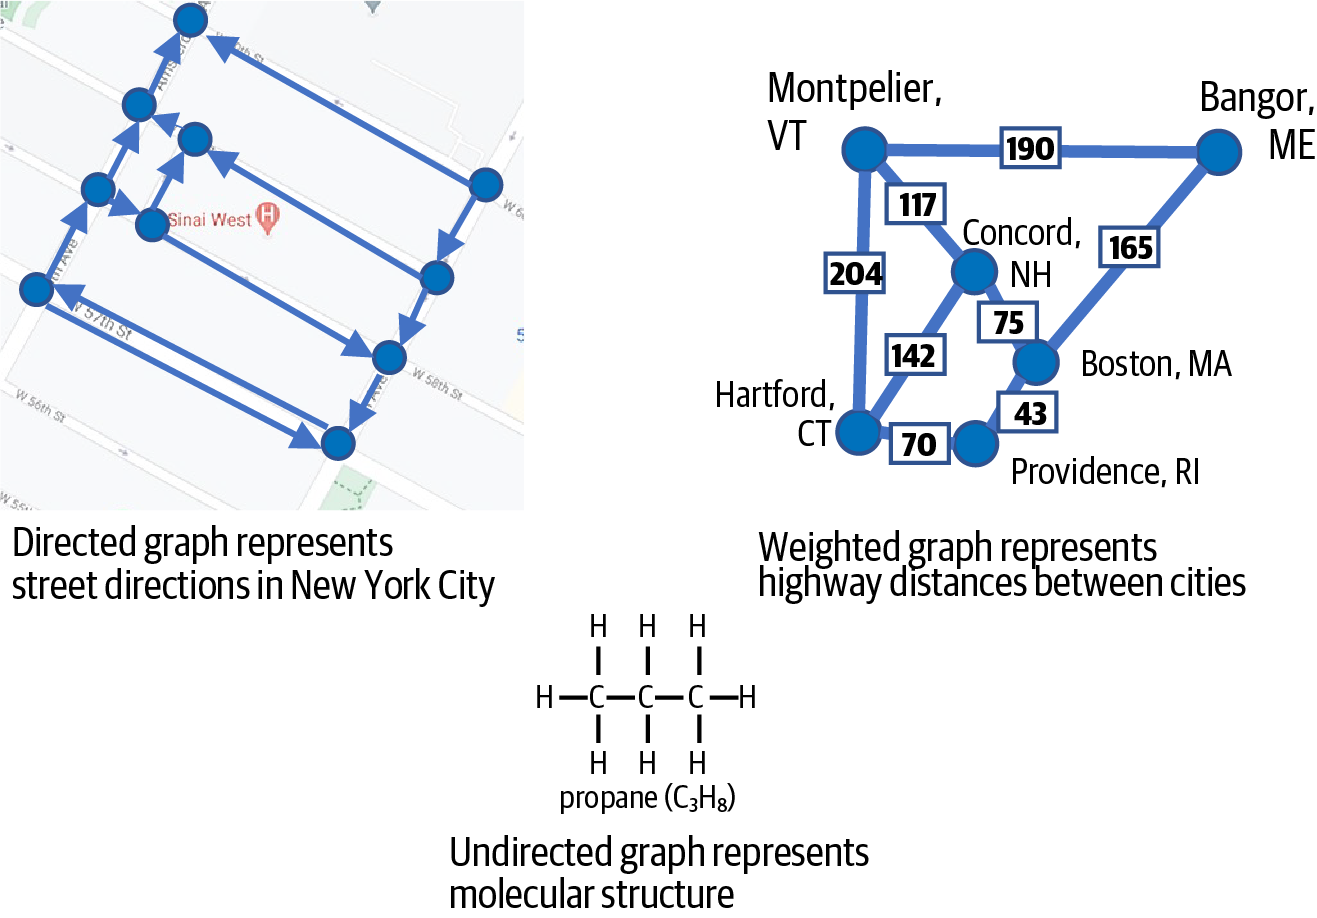 Sinai West H
W 57th St
W 58th St
W 56th St
Directed graph represents
street directions in New York City
Montpelier,
VT
Bangor,
ME
190
117
Concord,
NH
165
204
75
142
Boston, MA
Hartford,
CT
43
70
Providence, RI
Weighted graph represents
highway distances between cities
H H H
H C C C H
H H H
propane (C₃H₈)
Undirected graph represents
molecular structure